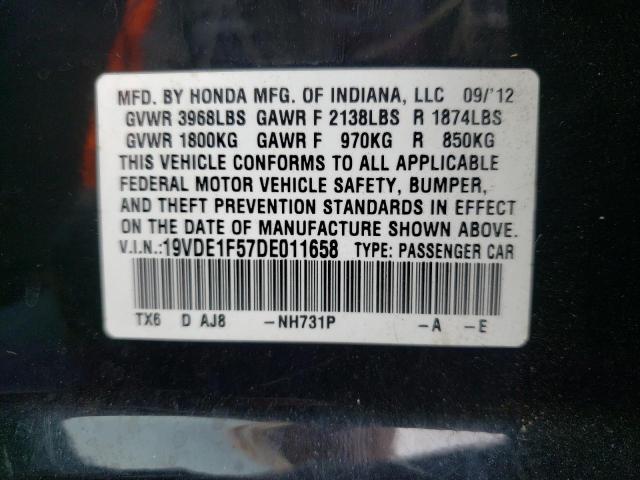 MFD. BY HONDA MFG. OF INDIANA, LLC 09/'12
GVWR 3968LBS GAWR F 2138LBS R 1874LBS
GVWR 1800KG GAWR F 970KG R 850KG
THIS VEHICLE CONFORMS TO ALL APPLICABLE
FEDERAL MOTOR VEHICLE SAFETY, BUMPER,
AND THEFT PREVENTION STANDARDS IN EFFECT
ON THE DATE OF MANUFACTURE SHOWN ABOVE.
V.I.N.: 19VDE1F57DE011658 TYPE: PASSENGER CAR
TX6 D AJ8 -NH731P -A -E